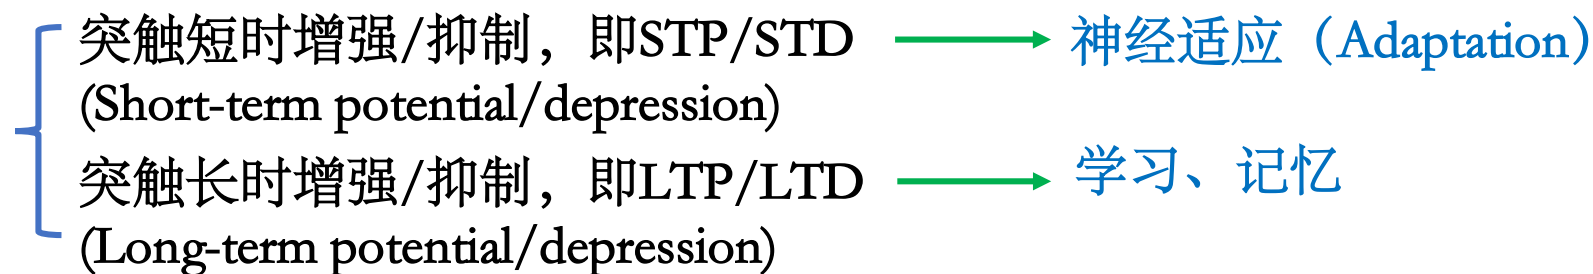 突触短时增强/抑制，即STP/STD
神经适应（Adaptation）
(Short-term potential/depression)
突触长时增强/抑制，即LTP/LTD
学习、记忆
(Long-term potential/depression)